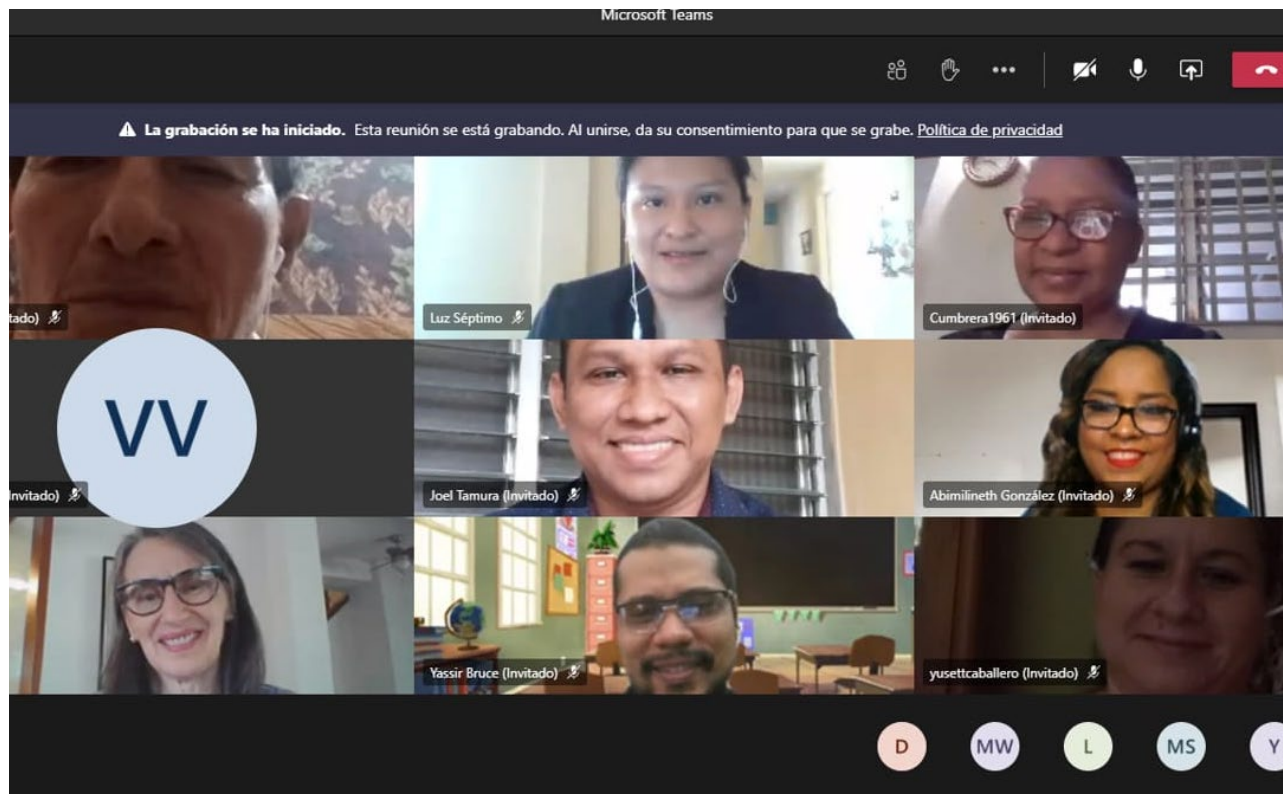 Microsoft Teams
La grabación se ha iniciado. Esta reunión se está grabando. Al unirse, da su consentimiento para que se grabe. Política de privacidad
tado)
Luz Séptimo
Cumbrera1961 (Invitado)
VV
Invitado)
Joel Tamura (Invitado)
Abimilineth González (Invitado)
Yassir Bruce (Invitado)
yusettcaballero (Invitado)
D
MW
L
MS
Y